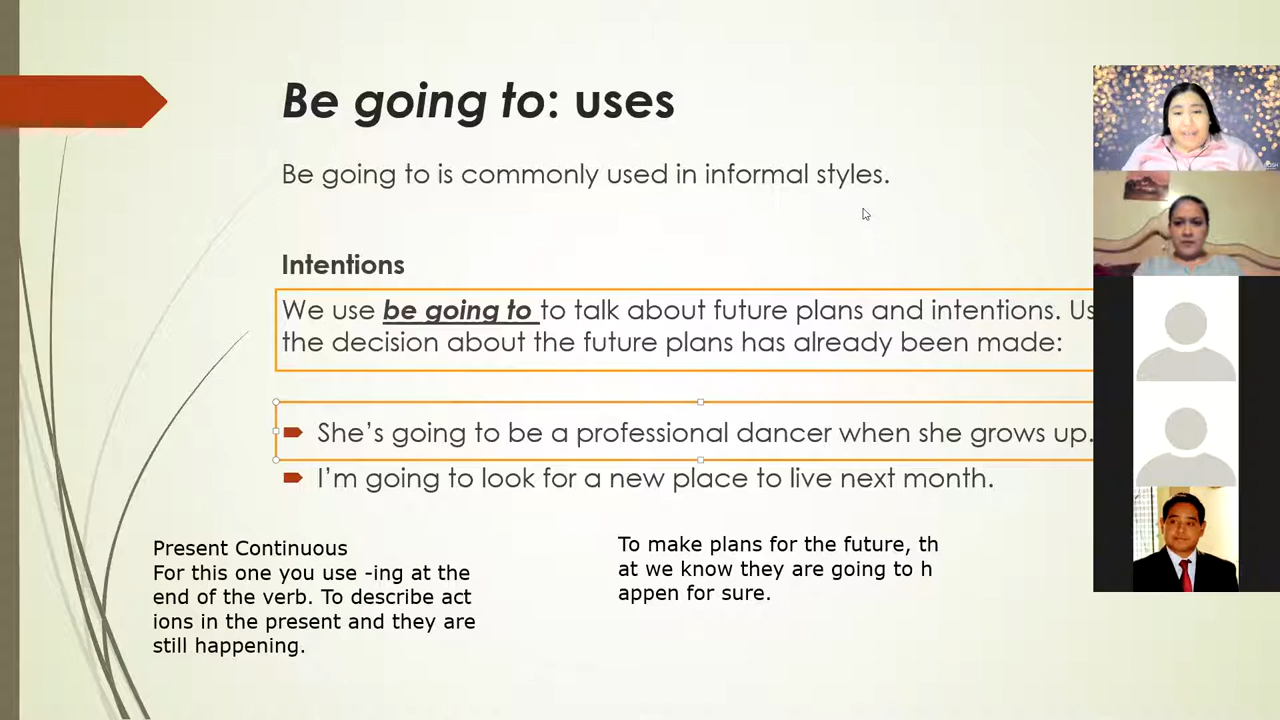 Be going to: uses
Be going to is commonly used in informal styles.
Intentions
We use be going to to talk about future plans and intentions. Us
the decision about the future plans has already been made:
She's going to be a professional dancer when she grows up.
I'm going to look for a new place to live next month.
Present Continuous
For this one you use -ing at the
end of the verb. To describe act
ions in the present and they are
still happening.
To make plans for the future, th
at we know they are going to h
appen for sure.